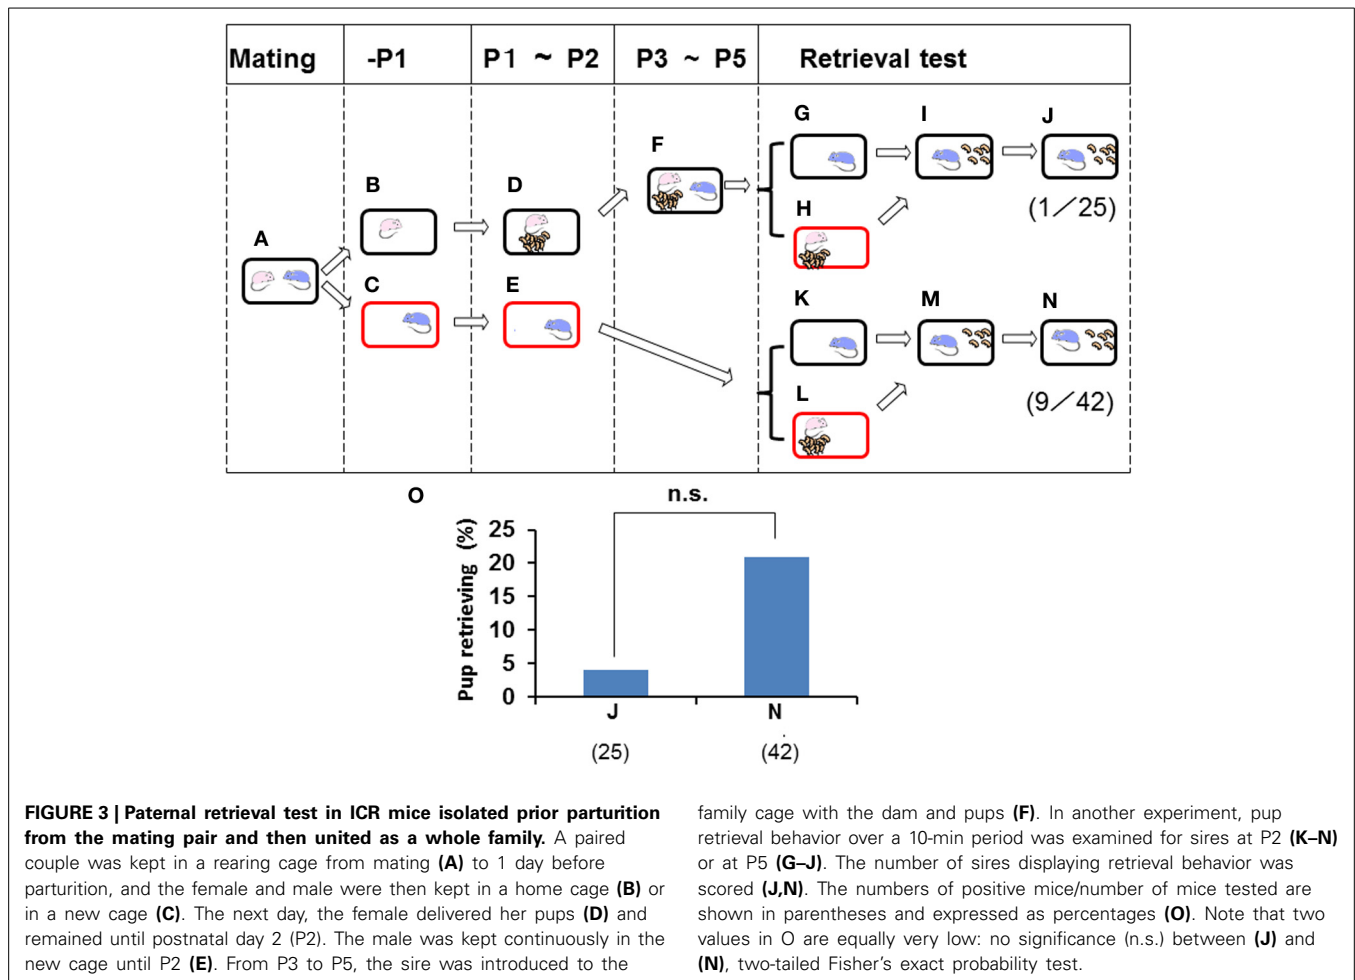 Mating -P1 P1 ~ P2 P3 ~ P5 Retrieval test
G I J
F
B D
H (1/25)
A
C E K M N
L (9/42)
O n.s.
Pup retrieving (%)
25
20
15
10
5
0
J N
(25) (42)
FIGURE 3 | Paternal retrieval test in ICR mice isolated prior parturition
from the mating pair and then united as a whole family. A paired
couple was kept in a rearing cage from mating (A) to 1 day before
parturition, and the female and male were then kept in a home cage (B) or
in a new cage (C). The next day, the female delivered her pups (D) and
remained until postnatal day 2 (P2). The male was kept continuously in the
new cage until P2 (E). From P3 to P5, the sire was introduced to the
family cage with the dam and pups (F). In another experiment, pup
retrieval behavior over a 10-min period was examined for sires at P2 (K–N)
or at P5 (G–J). The number of sires displaying retrieval behavior was
scored (J,N). The numbers of positive mice/number of mice tested are
shown in parentheses and expressed as percentages (O). Note that two
values in O are equally very low: no significance (n.s.) between (J) and
(N), two-tailed Fisher's exact probability test.